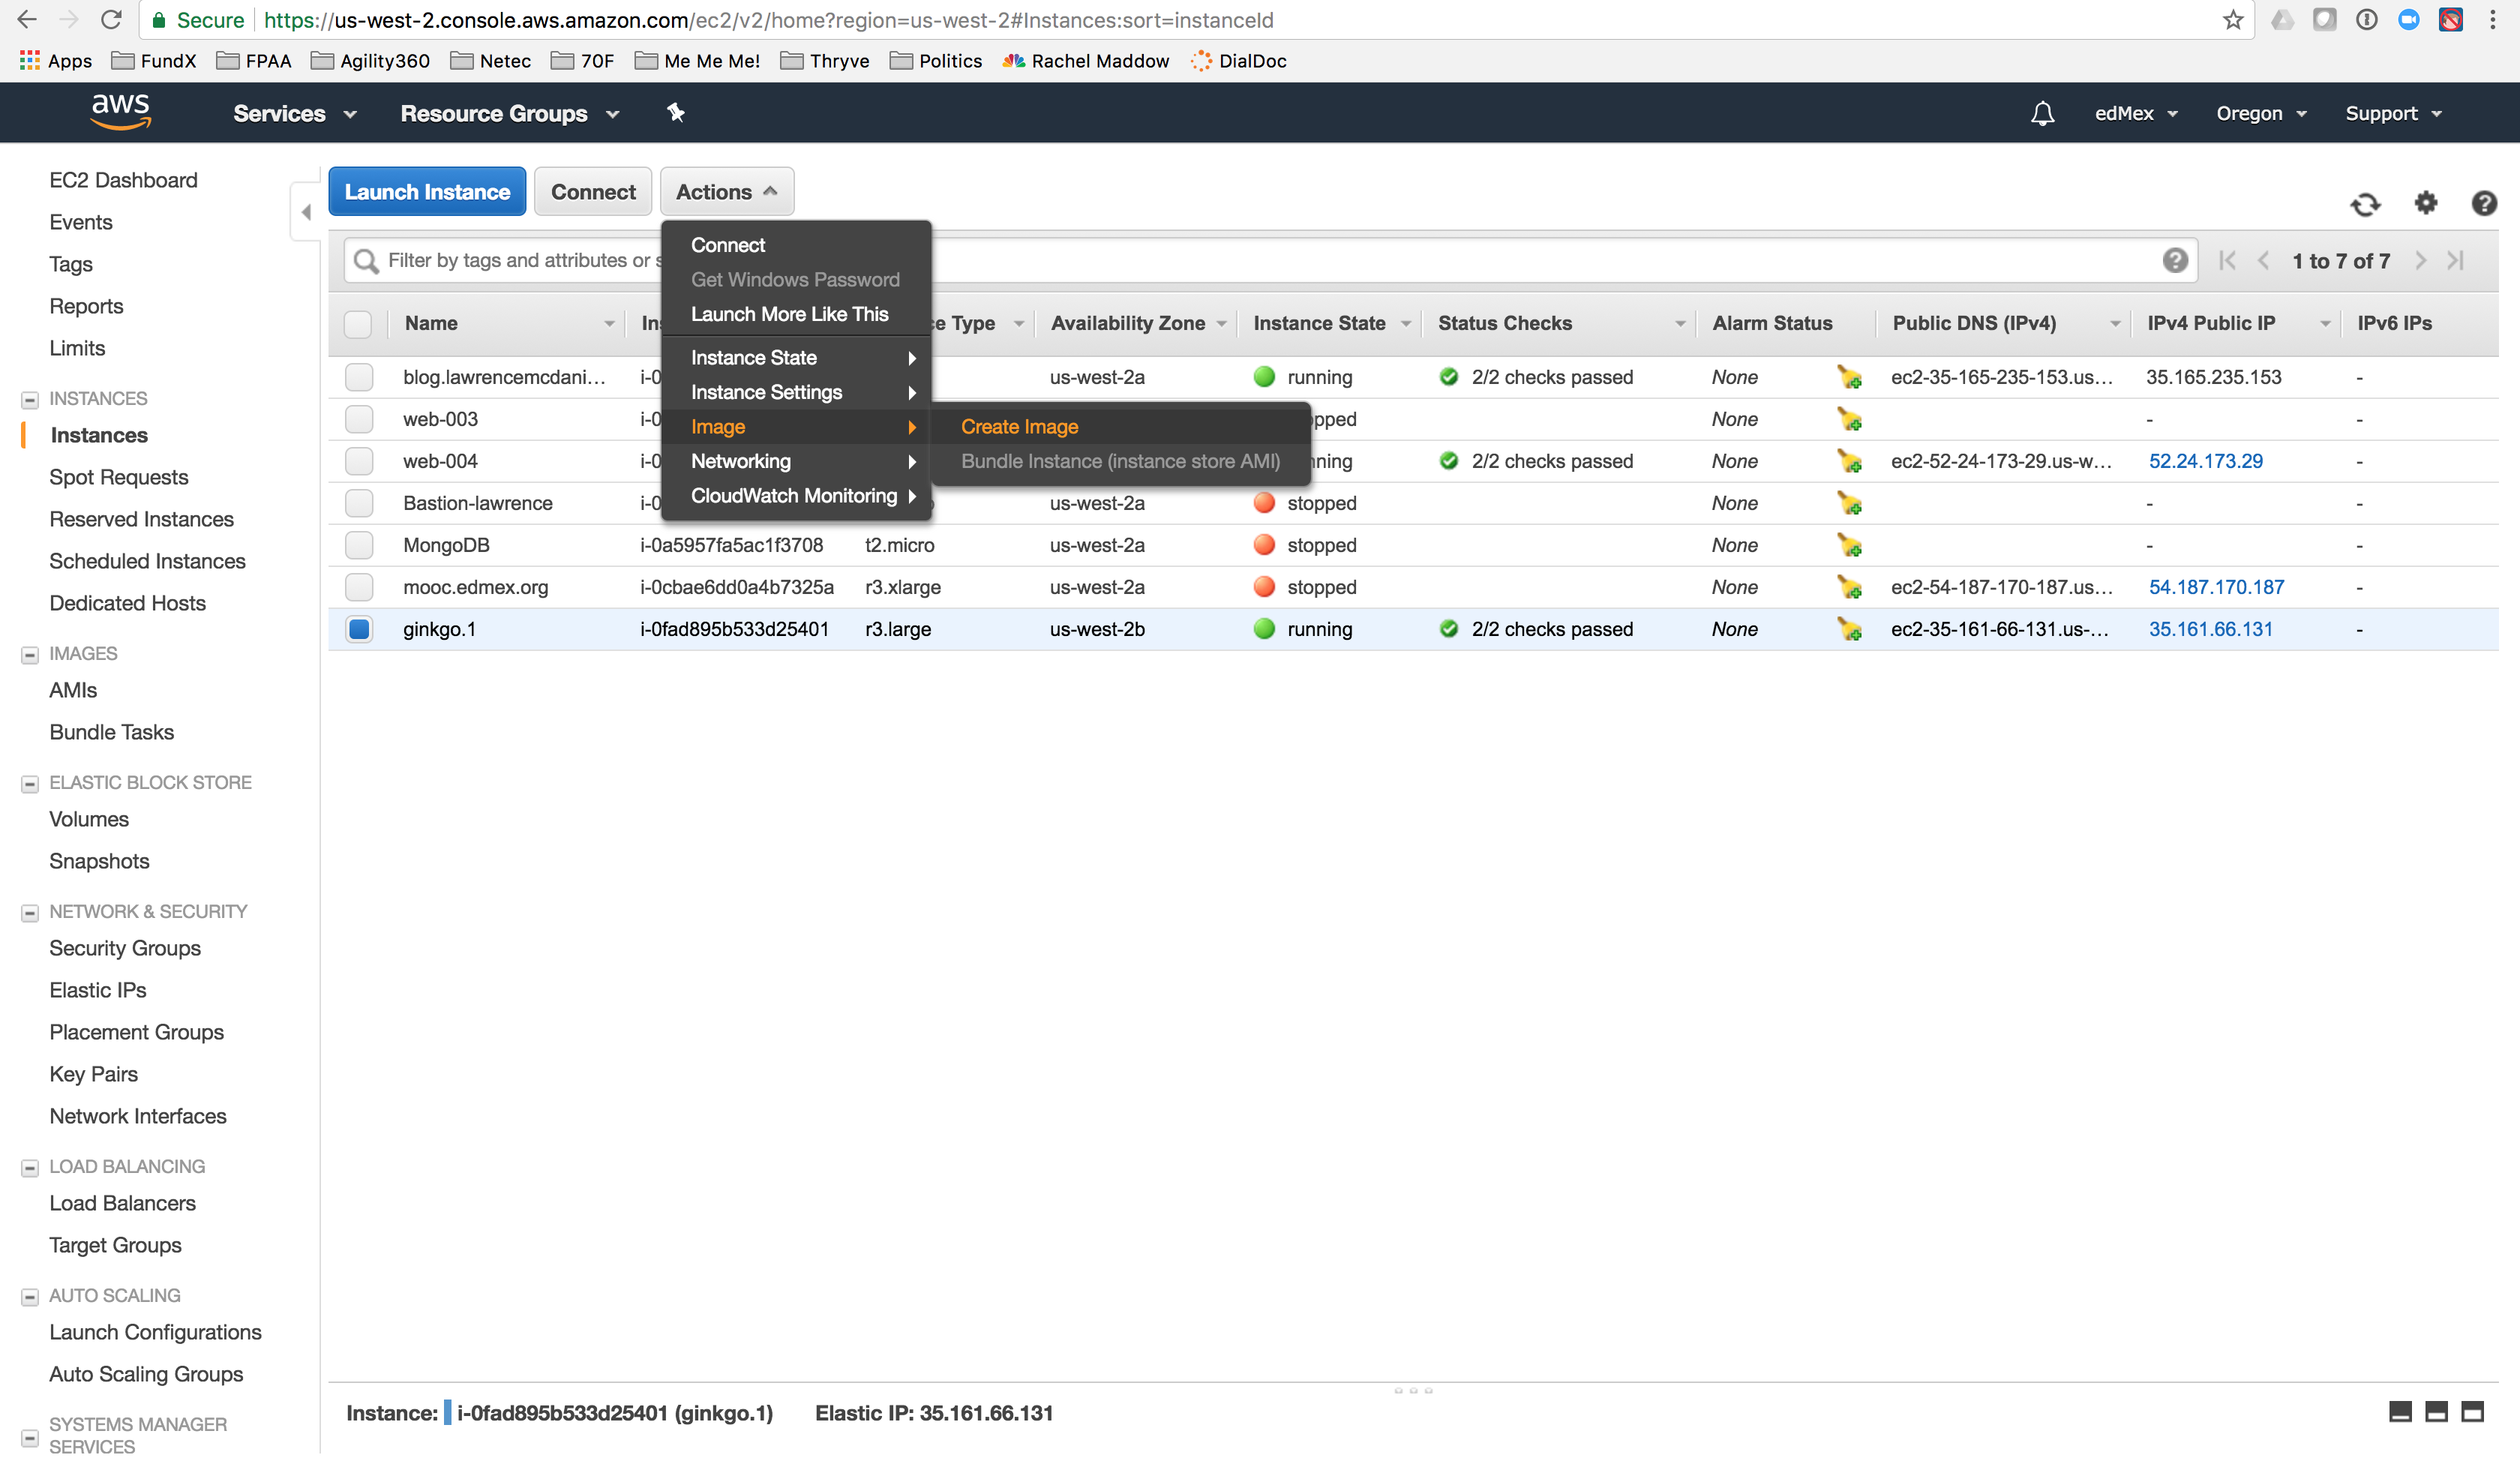 Secure https://us-west-2.console.aws.amazon.com/ec2/v2/home?region=us-west-2#Instances:sort=instanceId
Apps FundX FPAA Agility360 Netec 70F Me Me Me! Thryve Politics Rachel Maddow DialDoc
aws Services Resource Groups edMex Oregon Support
EC2 Dashboard
Events
Tags
Reports
Limits
INSTANCES
Instances
Spot Requests
Reserved Instances
Scheduled Instances
Dedicated Hosts
IMAGES
AMIs
Bundle Tasks
ELASTIC BLOCK STORE
Volumes
Snapshots
NETWORK & SECURITY
Security Groups
Elastic IPs
Placement Groups
Key Pairs
Network Interfaces
LOAD BALANCING
Load Balancers
Target Groups
AUTO SCALING
Launch Configurations
Auto Scaling Groups
SYSTEMS MANAGER
SERVICES
Launch Instance Connect Actions
Connect
Get Windows Password
Launch More Like This
Instance State
Instance Settings
Image
Networking
CloudWatch Monitoring
Create Image
Bundle Instance (instance store AMI)
Filter by tags and attributes or s 1 to 7 of 7
Name Ins ce Type Availability Zone Instance State Status Checks Alarm Status Public DNS (IPv4) IPv4 Public IP IPv6 IPs
blog.lawrencemcdani... i-0 us-west-2a running 2/2 checks passed None ec2-35-165-235-153.us... 35.165.235.153 -
web-003 i-0 pped None - -
web-004 i-0 ning 2/2 checks passed None ec2-52-24-173-29.us-w... 52.24.173.29 -
Bastion-lawrence i-0 us-west-2a stopped None - -
MongoDB i-0a5957fa5ac1f3708 t2.micro us-west-2a stopped None - -
mooc.edmex.org i-0cbae6dd0a4b7325a r3.xlarge us-west-2a stopped None ec2-54-187-170-187.us... 54.187.170.187 -
ginkgo.1 i-0fad895b533d25401 r3.large us-west-2b running 2/2 checks passed None ec2-35-161-66-131.us-... 35.161.66.131 -
Instance: i-0fad895b533d25401 (ginkgo.1) Elastic IP: 35.161.66.131